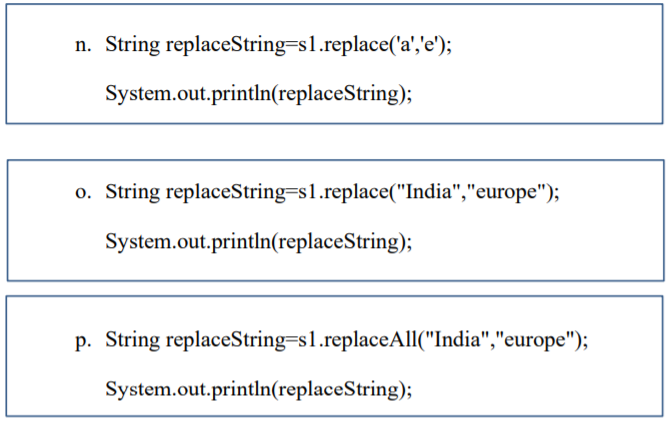 n. String replaceString=s1.replace('a','e');
System.out.println(replaceString);
o. String replaceString=s1.replace("India","europe");
System.out.println(replaceString);
p. String replaceString=s1.replaceAll("India","europe");
System.out.println(replaceString);